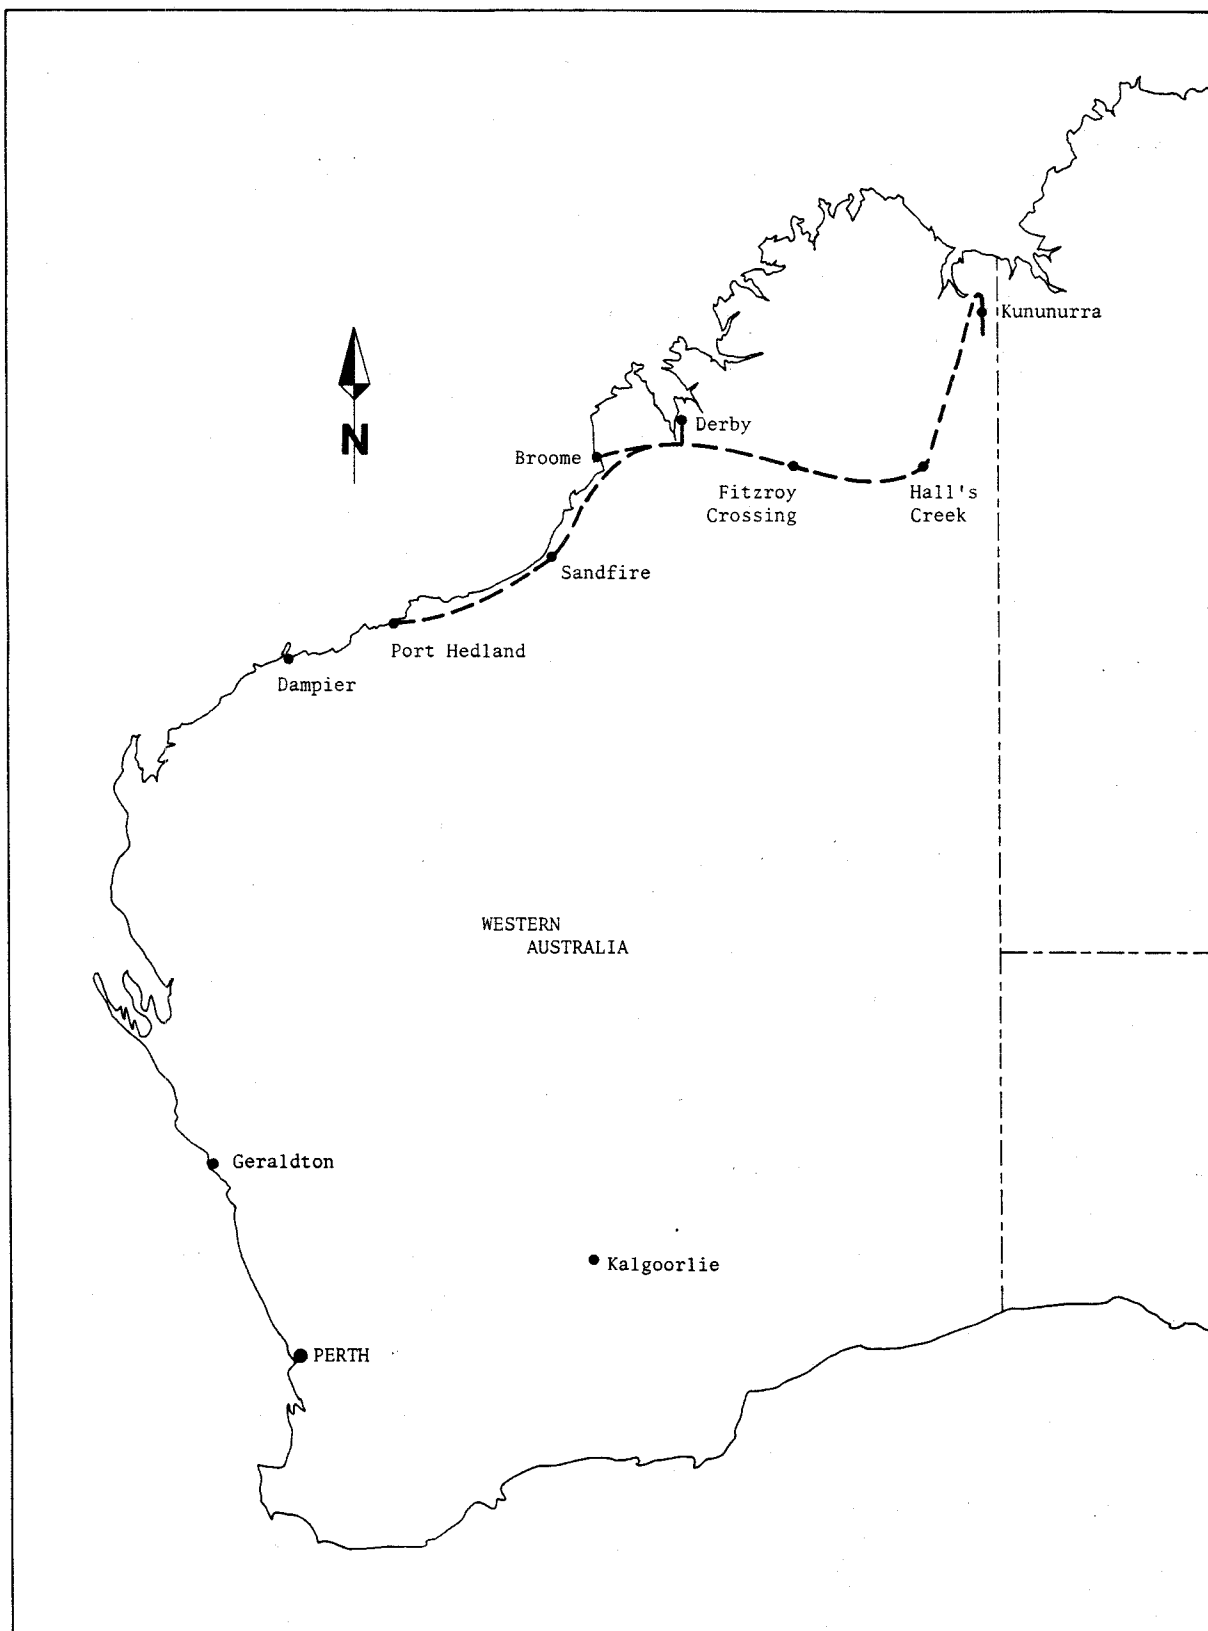 Kununurra
N
Derby
Broome
Fitzroy
Crossing
Hall's
Creek
Sandfire
Port Hedland
Dampier
WESTERN
AUSTRALIA
Geraldton
Kalgoorlie
PERTH